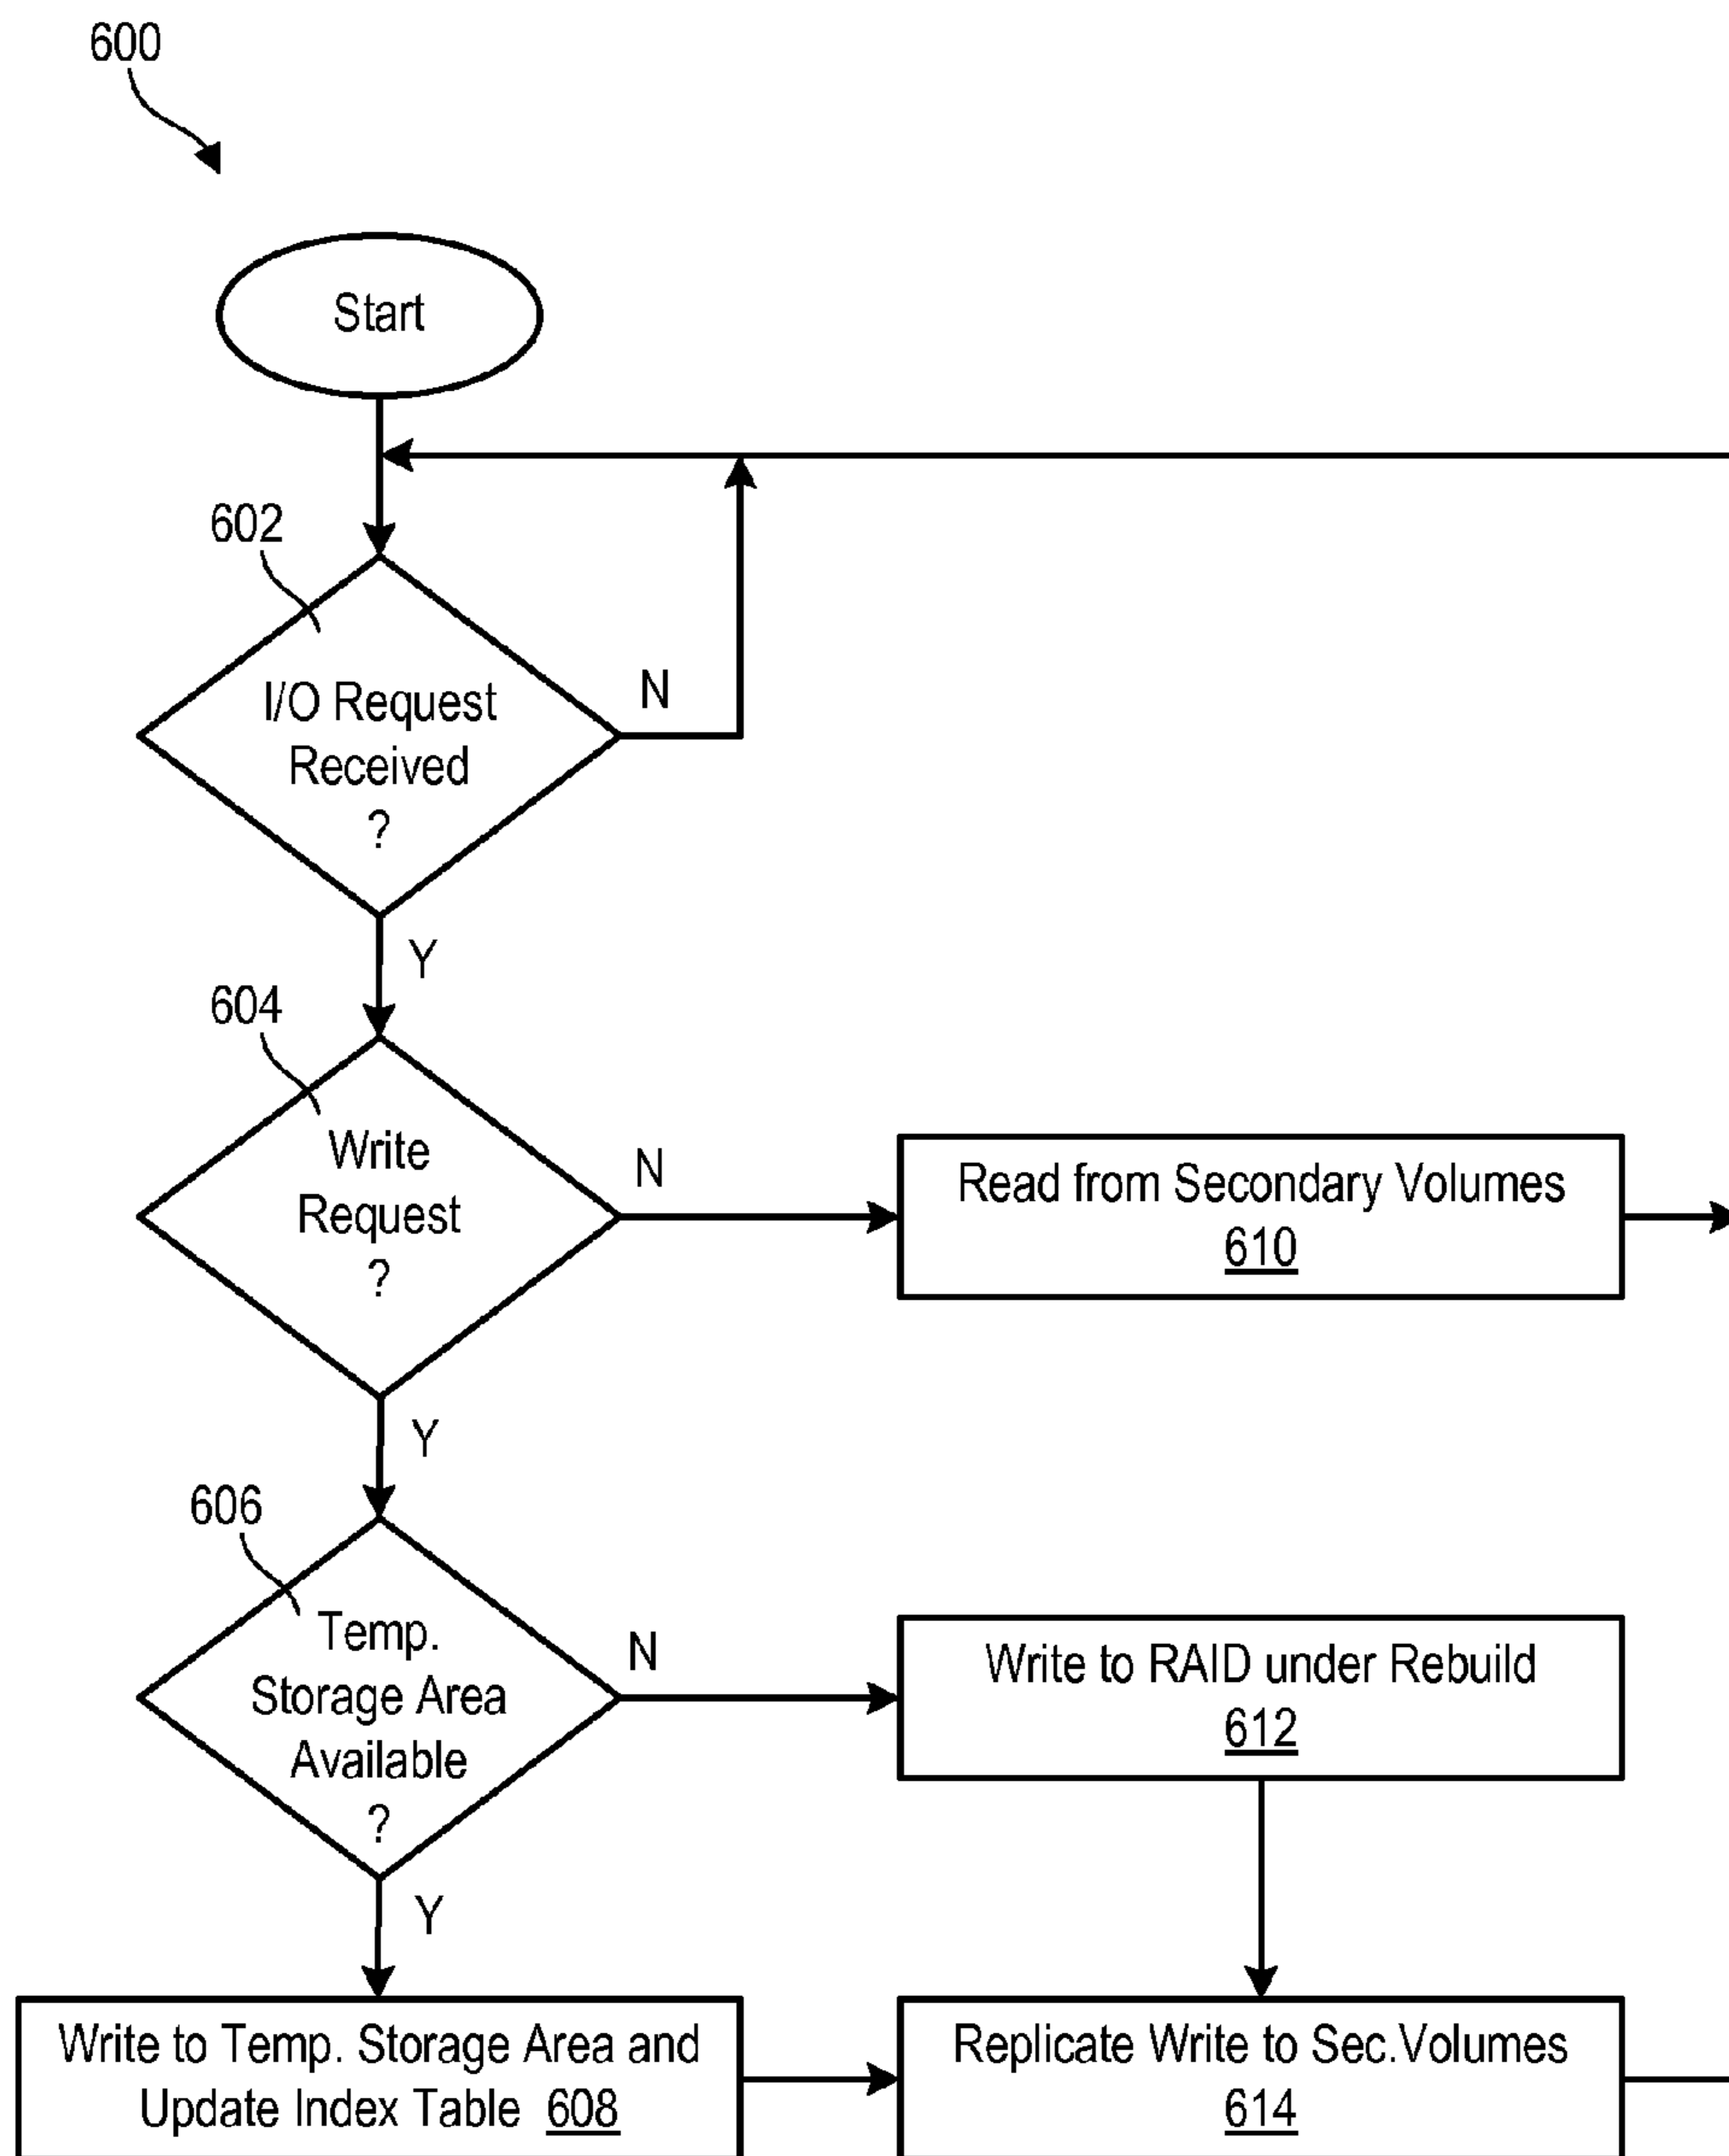 600
Start
602
I/O Request
Received
?
N
Y
604
Write
Request
?
N
Read from Secondary Volumes
610
Y
606
Temp.
Storage Area
Available
?
N
Write to RAID under Rebuild
612
Y
Write to Temp. Storage Area and
Update Index Table 608
Replicate Write to Sec.Volumes
614